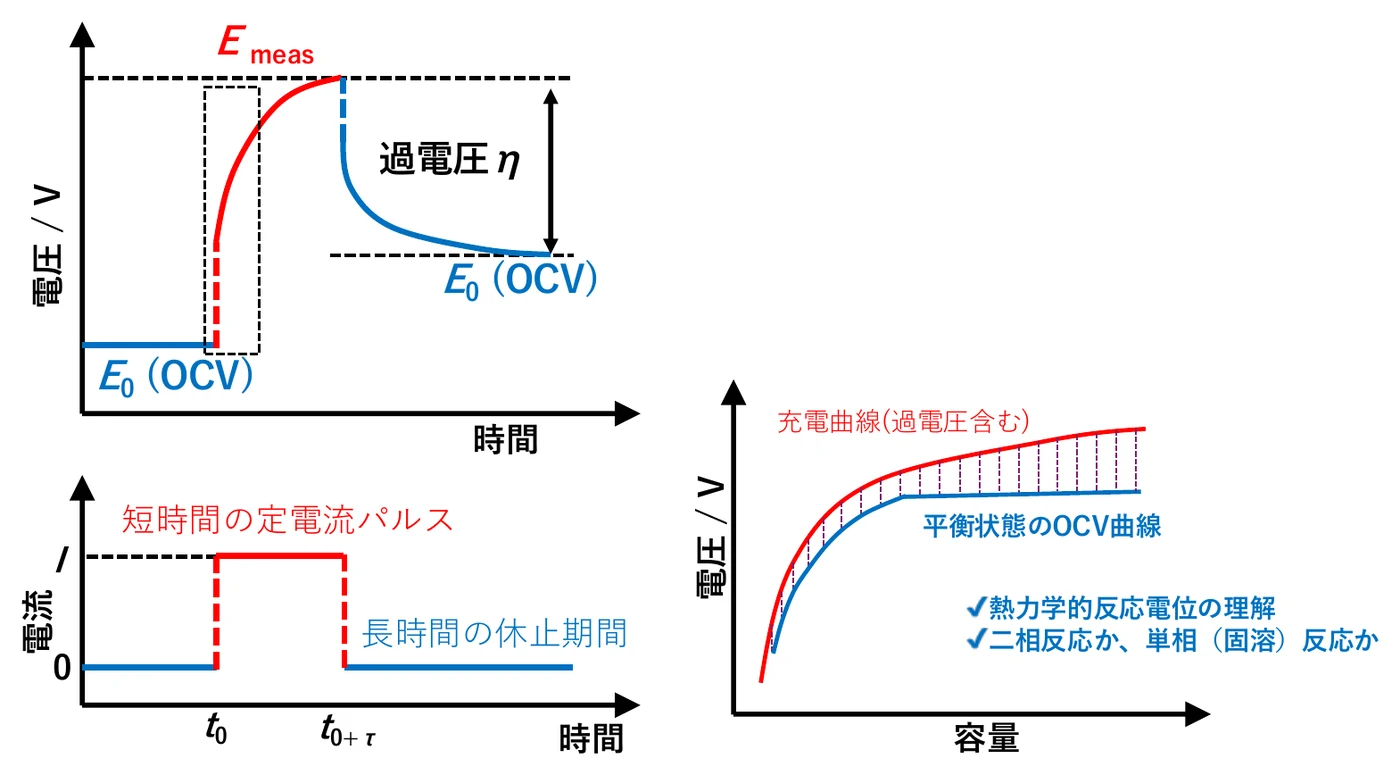 E meas
過電圧 η
電圧 / V
E0 (OCV)
E0 (OCV)
時間
短時間の定電流パルス
I
電流
長時間の休止期間
0
t0
t0+ τ
時間
充電曲線(過電圧含む)
電圧 / V
平衡状態のOCV曲線
✓熱力学的反応電位の理解
✓二相反応か、単相（固溶）反応か
容量